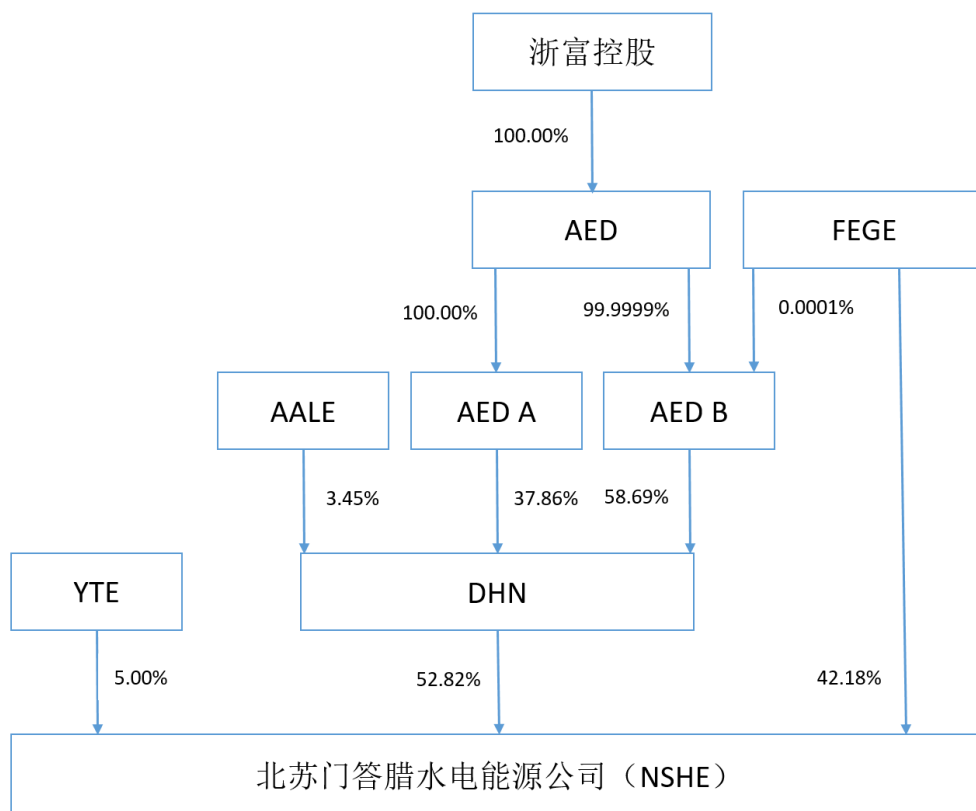 浙富控股
100.00%
AED
FEGE
100.00%
99.9999%
0.0001%
AALE
AED A
AED B
3.45%
37.86%
58.69%
YTE
DHN
5.00%
52.82%
42.18%
北苏门答腊水电能源公司（NSHE）